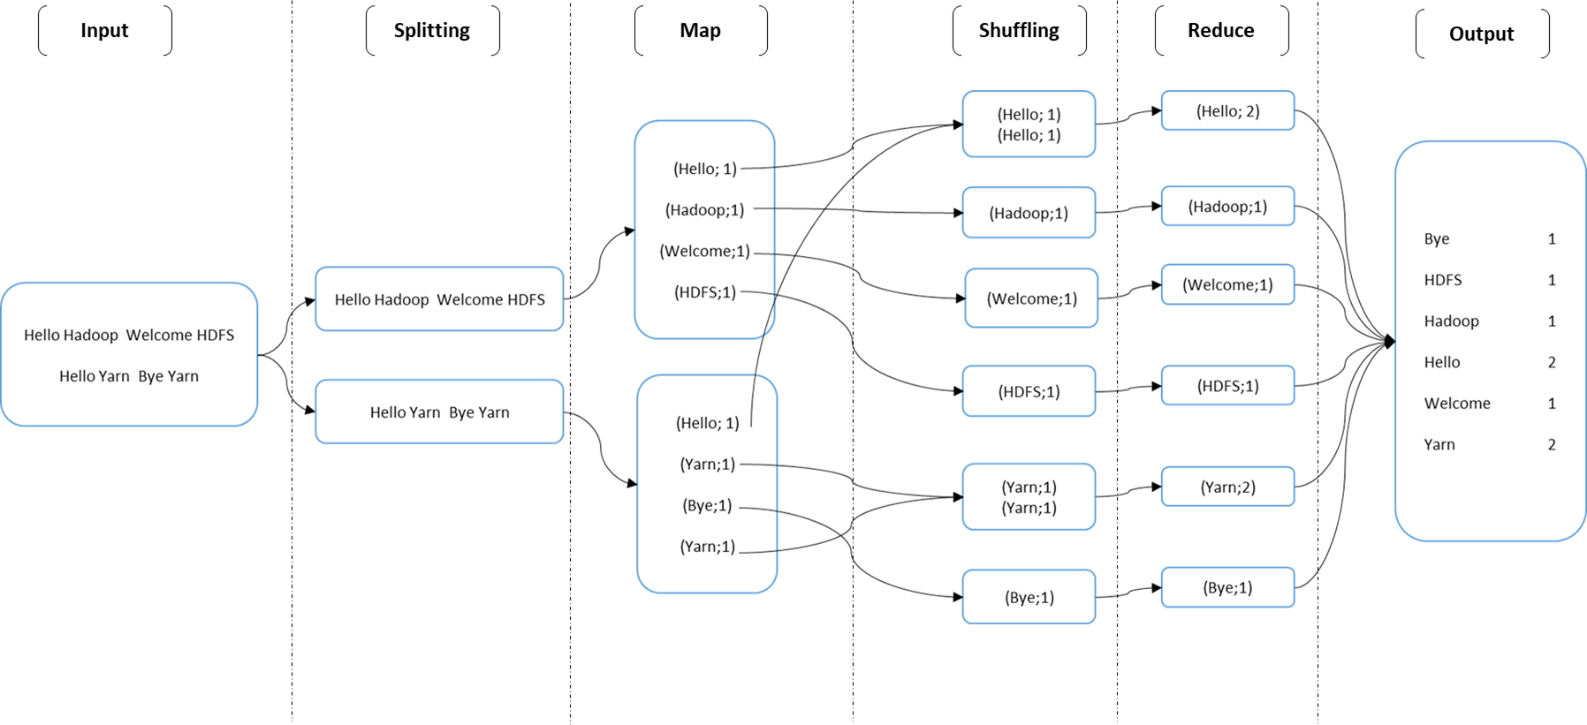 Input
Splitting
Map
Shuffling
Reduce
Output
Hello Hadoop  Welcome HDFS
Hello Yarn  Bye Yarn
Hello Hadoop  Welcome HDFS
Hello Yarn  Bye Yarn
(Hello; 1)
(Hadoop;1)
(Welcome;1)
(HDFS;1)
(Hello; 1)
(Yarn;1)
(Bye;1)
(Yarn;1)
(Hello; 1)
(Hello; 1)
(Hadoop;1)
(Welcome;1)
(HDFS;1)
(Yarn;1)
(Yarn;1)
(Bye;1)
(Hello; 2)
(Hadoop;1)
(Welcome;1)
(HDFS;1)
(Yarn;2)
(Bye;1)
Bye 1
HDFS 1
Hadoop 1
Hello 2
Welcome 1
Yarn 2